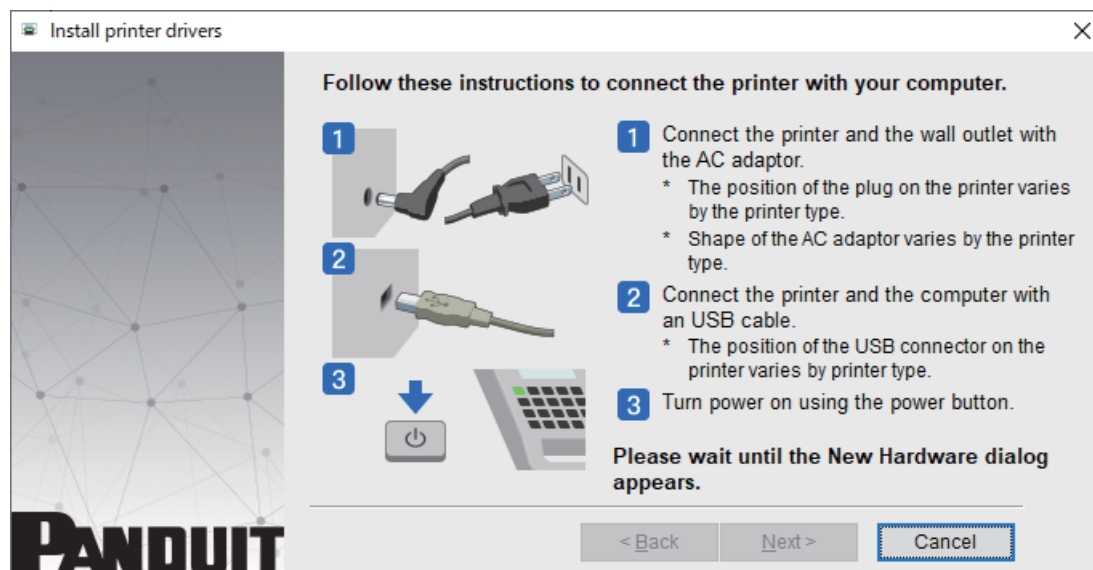 Install printer drivers
Follow these instructions to connect the printer with your computer.
1
2
3
1 Connect the printer and the wall outlet with
the AC adaptor.
* The position of the plug on the printer varies
by the printer type.
* Shape of the AC adaptor varies by the printer
type.
2 Connect the printer and the computer with
an USB cable.
* The position of the USB connector on the
printer varies by printer type.
3 Turn power on using the power button.
Please wait until the New Hardware dialog
appears.
PANDUIT
< Back Next > Cancel